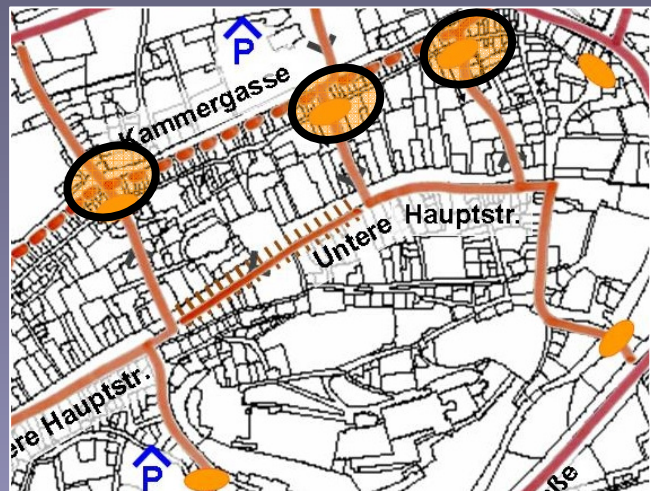 P
Kammergasse
Untere Hauptstr.
ere Hauptstr.
P
ße